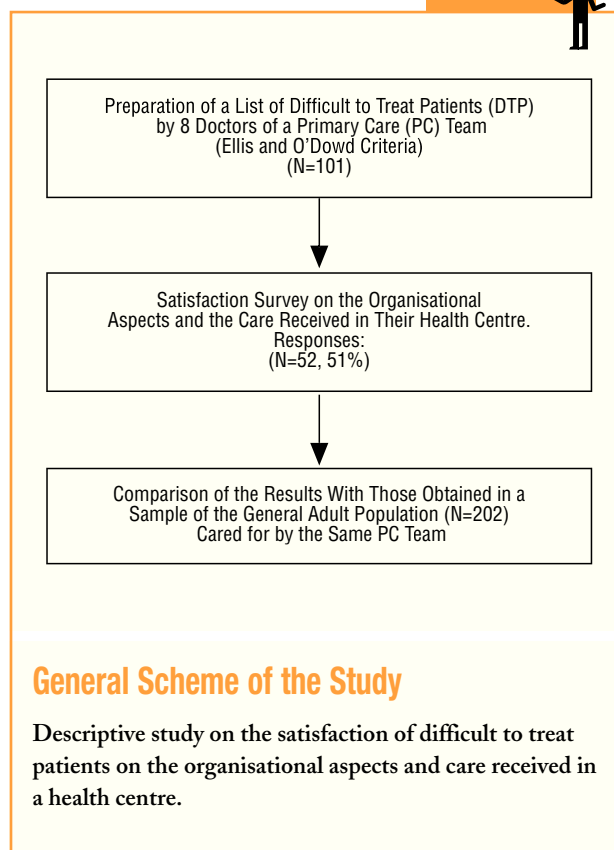 Preparation of a List of Difficult to Treat Patients (DTP)
by 8 Doctors of a Primary Care (PC) Team
(Ellis and O'Dowd Criteria)
(N=101)
Satisfaction Survey on the Organisational
Aspects and the Care Received in Their Health Centre.
Responses:
(N=52, 51%)
Comparison of the Results With Those Obtained in a
Sample of the General Adult Population (N=202)
Cared for by the Same PC Team
General Scheme of the Study
Descriptive study on the satisfaction of difficult to treat
patients on the organisational aspects and care received in
a health centre.